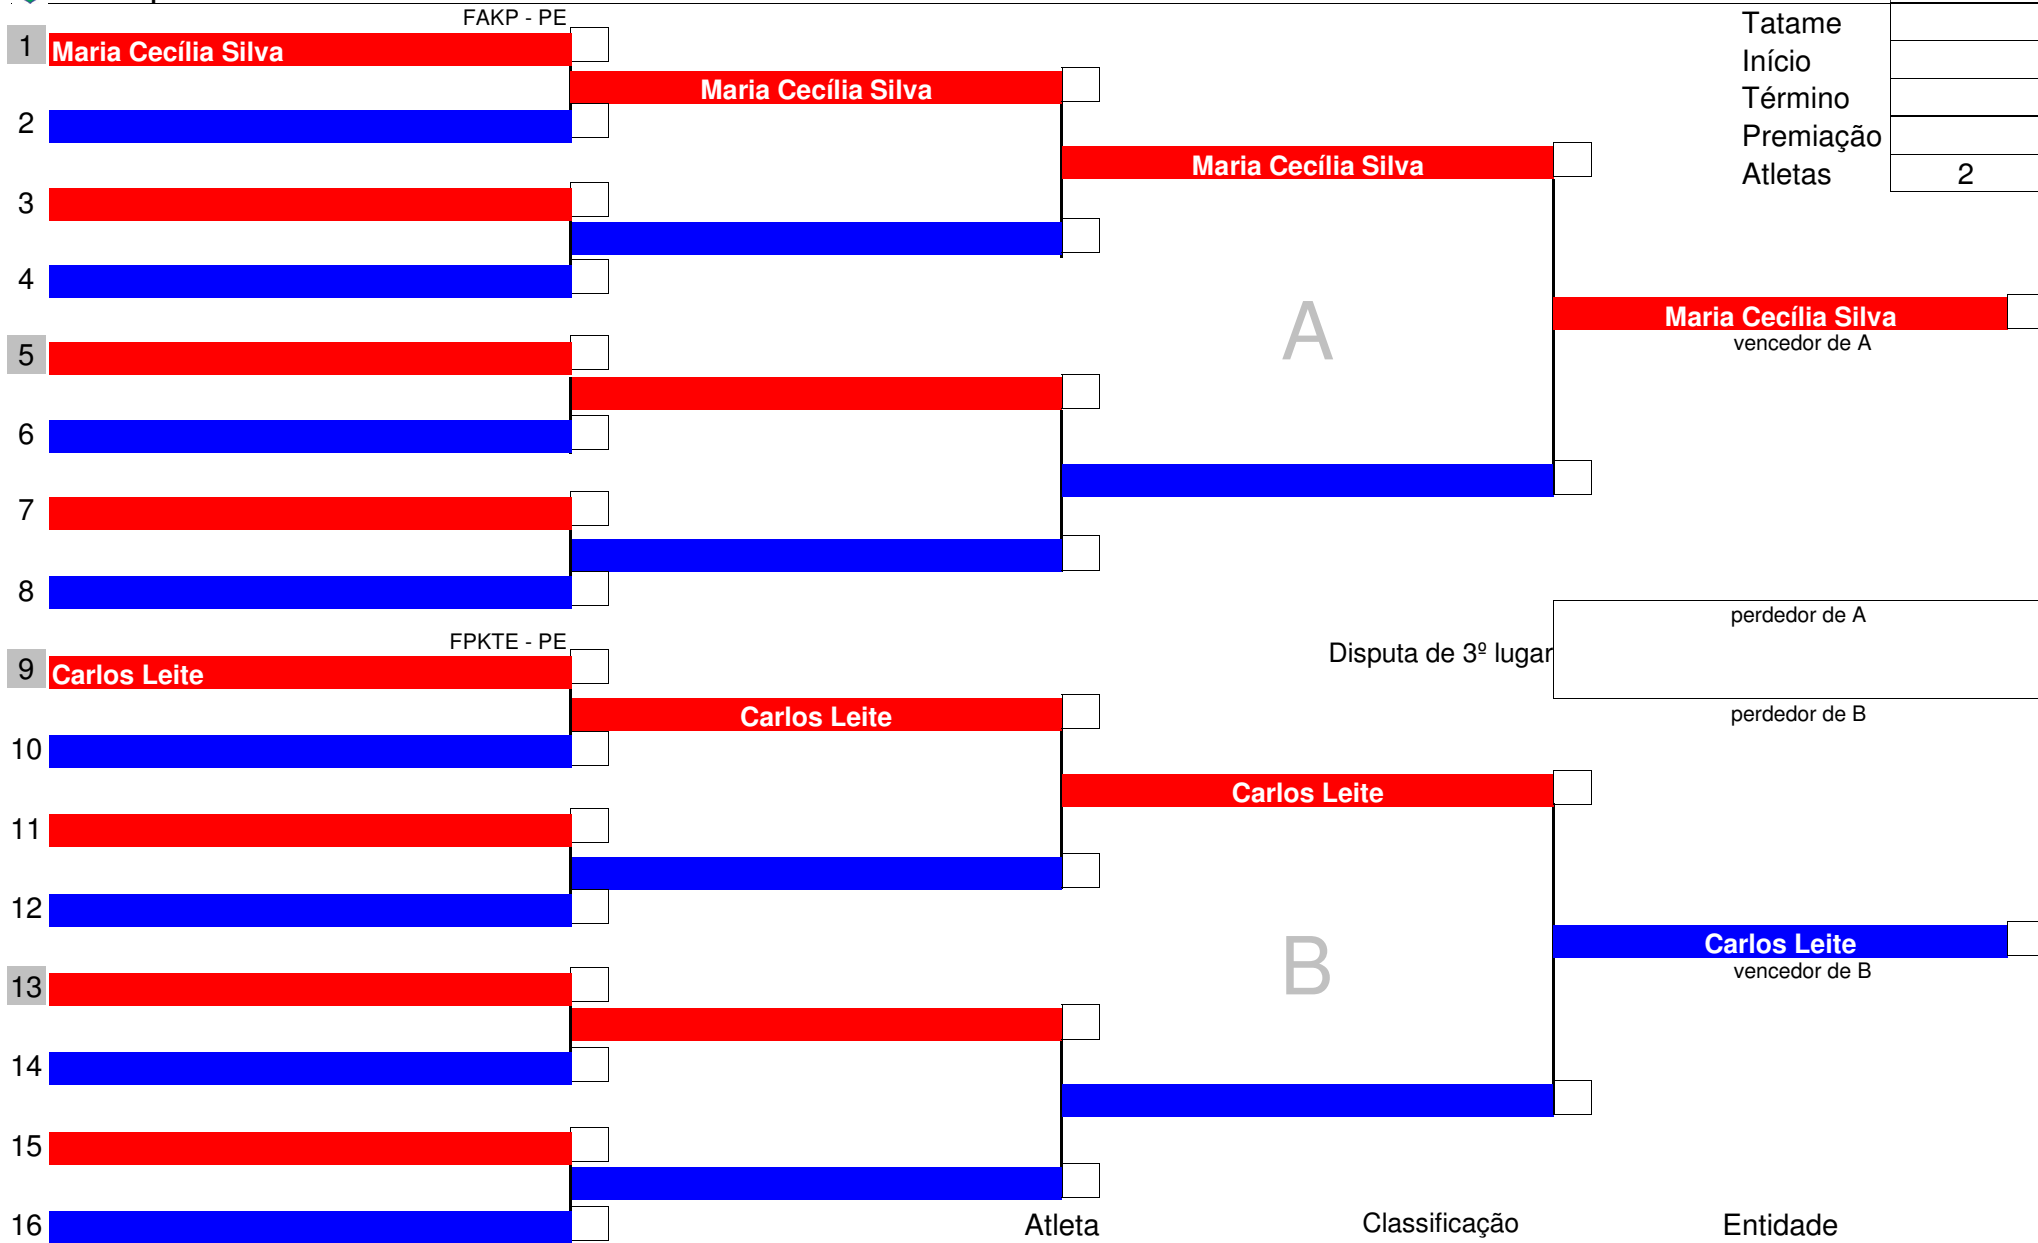 FAKP - PE
Tatame
1 Maria Cecília Silva
Início
Maria Cecília Silva
Término
2
Premiação
Maria Cecília Silva
Atletas 2
3
4
A
Maria Cecília Silva
vencedor de A
5
6
7
8
perdedor de A
FPKTE - PE
Disputa de 3º lugar
9 Carlos Leite
Carlos Leite
perdedor de B
10
Carlos Leite
11
12
B
Carlos Leite
vencedor de B
13
14
15
16
Atleta Classificação Entidade